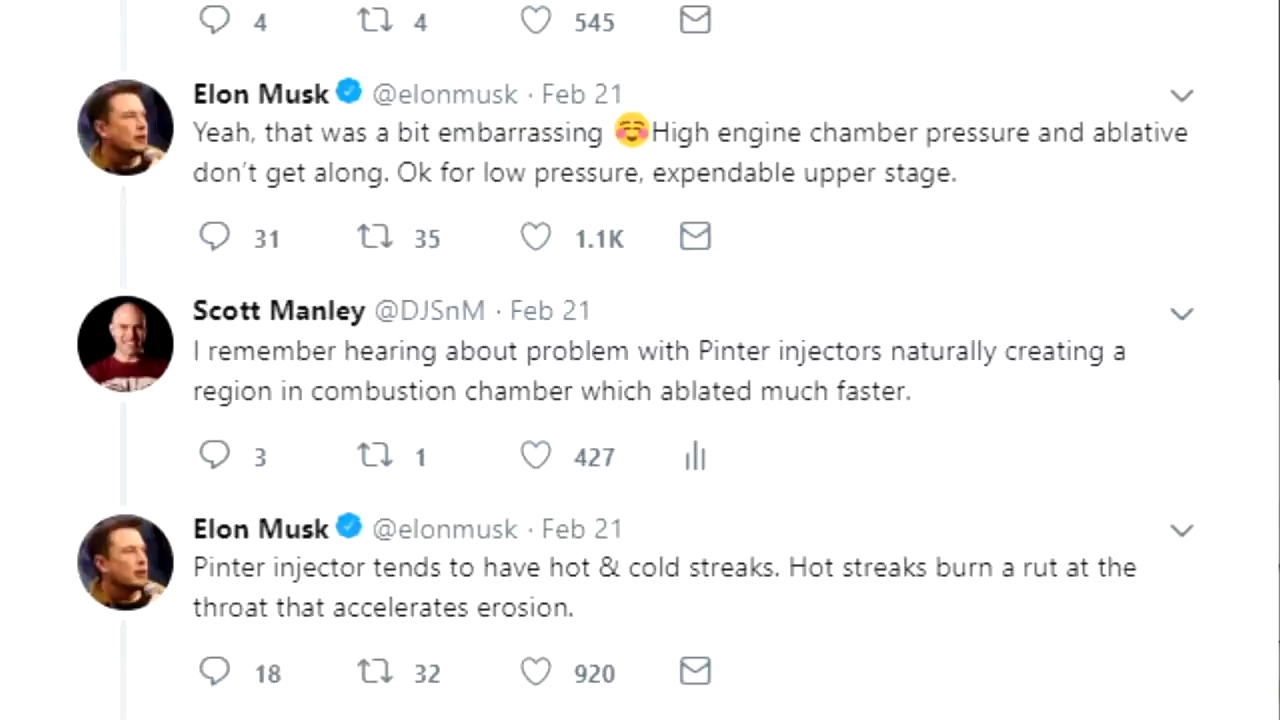 4 4 545
Elon Musk @elonmusk · Feb 21
Yeah, that was a bit embarrassing ☺️High engine chamber pressure and ablative
don’t get along. Ok for low pressure, expendable upper stage.
31 35 1.1K
Scott Manley @DJSnM · Feb 21
I remember hearing about problem with Pinter injectors naturally creating a
region in combustion chamber which ablated much faster.
3 1 427
Elon Musk @elonmusk · Feb 21
Pinter injector tends to have hot & cold streaks. Hot streaks burn a rut at the
throat that accelerates erosion.
18 32 920